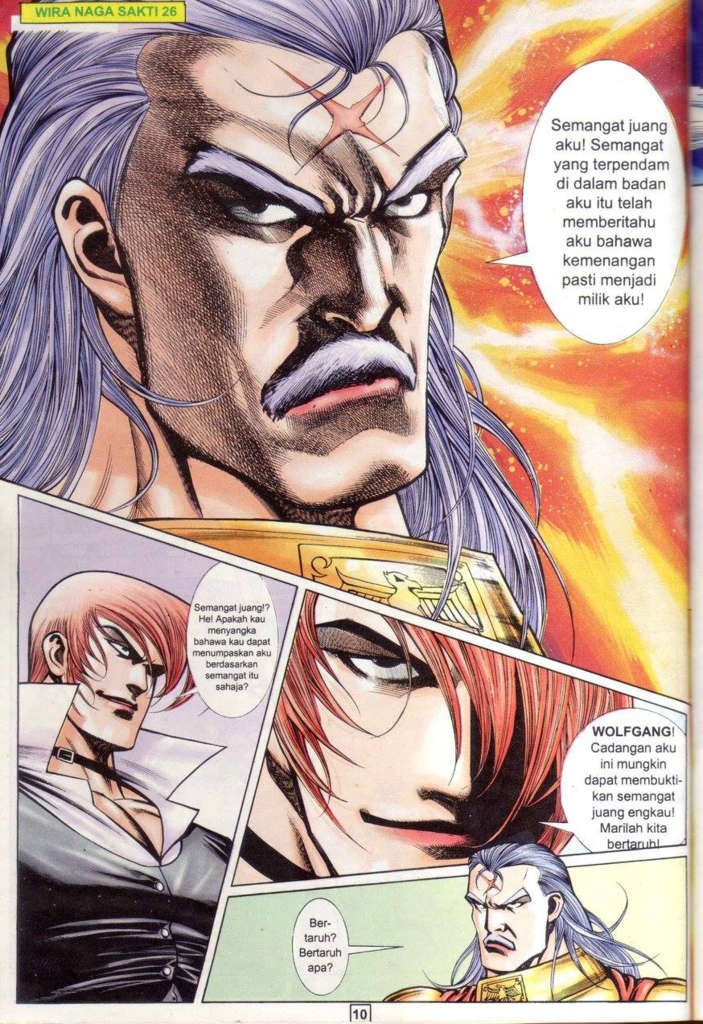 WIRA NAGA SAKTI 26
Semangat juang
aku! Semangat
yang terpendam
di dalam badan
aku itu telah
memberitahu
aku bahawa
kemenangan
pasti menjadi
milik aku!
Semangat juang!?
He! Apakah kau
menyangka
bahawa kau dapat
menumpaskan aku
berdasarkan
semangat itu
sahaja?
WOLFGANG!
Cadangan aku
ini mungkin
dapat membukti-
kan semangat
juang engkau!
Marilah kita
bertaruh!
Ber-
taruh?
Bertaruh
apa?
10